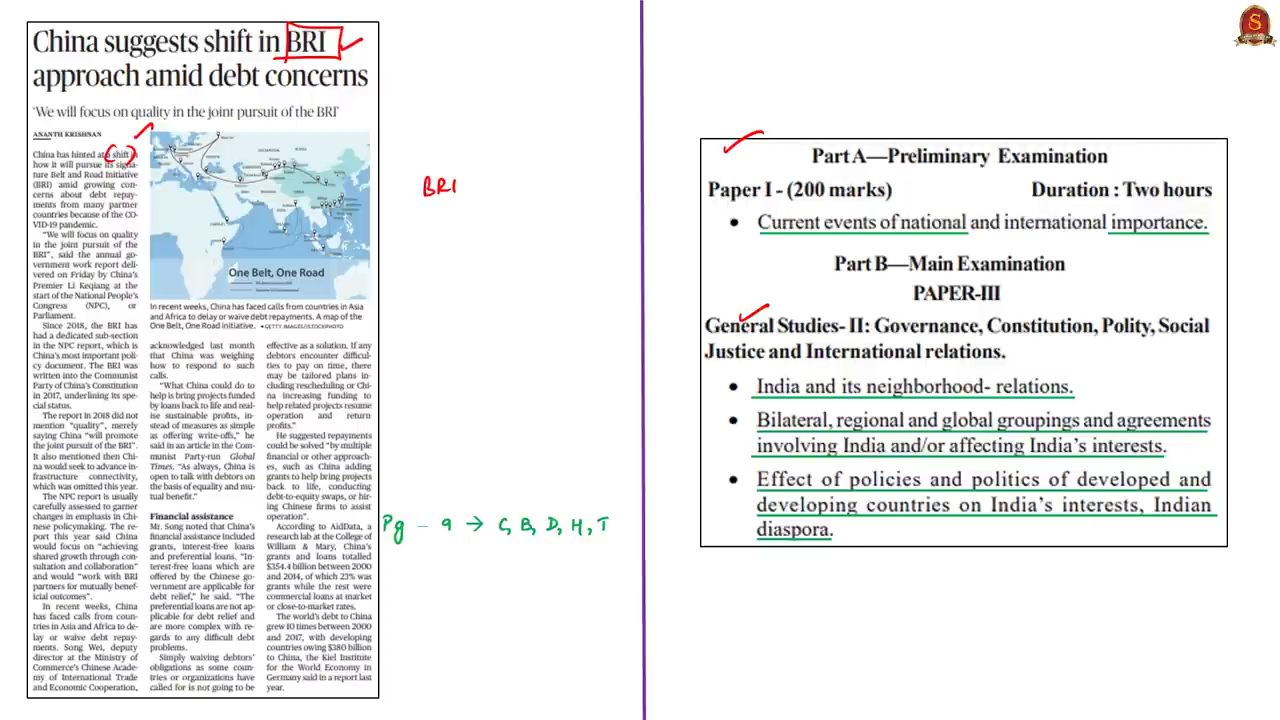 China suggests shift in BRI
approach amid debt concerns
'We will focus on quality in the joint pursuit of the BRI'
ANANTH KRISHNAN
China has hinted at a shift in
how it will pursue its signa-
ture Belt and Road Initiative
(BRI) amid growing con-
cerns about debt repay-
ments from many partner
countries because of the CO-
VID-19 pandemic.
"We will focus on quality
in the joint pursuit of the
BRI", said the annual go-
vernment work report deli-
vered on Friday by China's
Premier Li Keqiang at the
start of the National People's
Congress (NPC), or
Parliament.
Since 2018, the BRI has
had a dedicated sub-section
in the NPC report, which is
China's most important poli-
cy document. The BRI was
written into the Communist
Party of China's Constitution
in 2017, underlining its spe-
cial status.
The report in 2018 did not
mention "quality", merely
saying China "will promote
the joint pursuit of the BRI".
It also mentioned then Chi-
na would seek to advance in-
frastructure connectivity,
which was omitted this year.
The NPC report is usually
carefully assessed to garner
changes in emphasis in Chi-
nese policymaking. The re-
port this year said China
would focus on "achieving
shared growth through con-
sultation and collaboration"
and would "work with BRI
partners for mutually benef-
icial outcomes".
In recent weeks, China
has faced calls from coun-
tries in Asia and Africa to de-
lay or waive debt repay-
ments. Song Wei, deputy
director at the Ministry of
Commerce's Chinese Acade-
my of International Trade
and Economic Cooperation,
One Belt, One Road
In recent weeks, China has faced calls from countries in Asia
and Africa to delay or waive debt repayments. A map of the
One Belt, One Road initiative. • GETTY IMAGES/ISTOCKPHOTO
acknowledged last month
that China was weighing
how to respond to such
calls.
"What China could do to
help is bring projects funded
by loans back to life and real-
ise sustainable profits, in-
stead of measures as simple
as offering write-offs," he
said in an article in the Com-
munist Party-run Global
Times. "As always, China is
open to talk with debtors on
the basis of equality and mu-
tual benefit."
Financial assistance
Mr. Song noted that China's
financial assistance included
grants, interest-free loans
and preferential loans. "In-
terest-free loans which are
offered by the Chinese go-
vernment are applicable for
debt relief," he said. "The
preferential loans are not ap-
plicable for debt relief and
are more complex with re-
gards to any difficult debt
problems.
Simply waiving debtors'
obligations as some coun-
tries or organizations have
called for is not going to be
effective as a solution. If any
debtors encounter difficul-
ties to pay on time, there
may be tailored plans in-
cluding rescheduling or Chi-
na increasing funding to
help related projects resume
operation and return
profits."
He suggested repayments
could be solved "by multiple
financial or other approach-
es, such as China adding
grants to help bring projects
back to life, conducting
debt-to-equity swaps, or hir-
ing Chinese firms to assist
operation".
According to AidData, a
research lab at the College of
William & Mary, China's
grants and loans totalled
$354.4 billion between 2000
and 2014, of which 23% was
grants while the rest were
commercial loans at market
or close-to-market rates.
The world's debt to China
grew 10 times between 2000
and 2017, with developing
countries owing $380 billion
to China, the Kiel Institute
for the World Economy in
Germany said in a report last
year.
BRI
Pg - 9 → C, B, D, H, T
Part A—Preliminary Examination
Paper I - (200 marks) Duration : Two hours
• Current events of national and international importance.
Part B—Main Examination
PAPER-III
General Studies- II: Governance, Constitution, Polity, Social
Justice and International relations.
• India and its neighborhood- relations.
• Bilateral, regional and global groupings and agreements
involving India and/or affecting India's interests.
• Effect of policies and politics of developed and
developing countries on India's interests, Indian
diaspora.
S